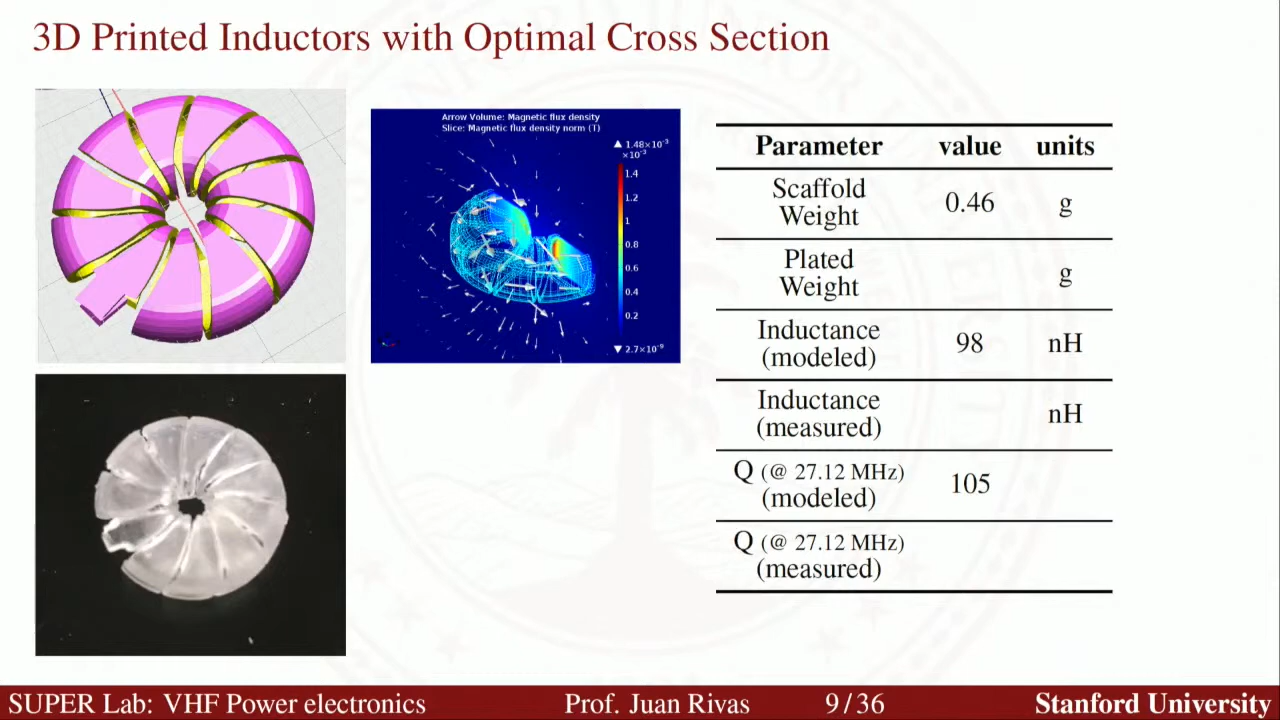 3D Printed Inductors with Optimal Cross Section
Arrow Volume: Magnetic flux density
Slice: Magnetic flux density norm (T)
▲ 1.48×10⁻³
×10⁻³
1.4
1.2
1
0.8
0.6
0.4
0.2
▼ 2.7×10⁻⁹
Parameter value units
Scaffold
Weight 0.46 g
Plated
Weight g
Inductance
(modeled) 98 nH
Inductance
(measured) nH
Q (@ 27.12 MHz)
(modeled) 105
Q (@ 27.12 MHz)
(measured)
SUPER Lab: VHF Power electronics Prof. Juan Rivas 9/36 Stanford University